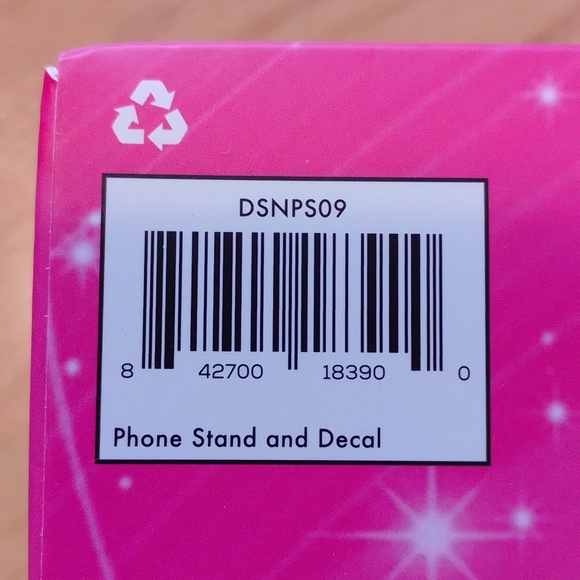 DSNPS09
8 42700 18390 0
Phone Stand and Decal